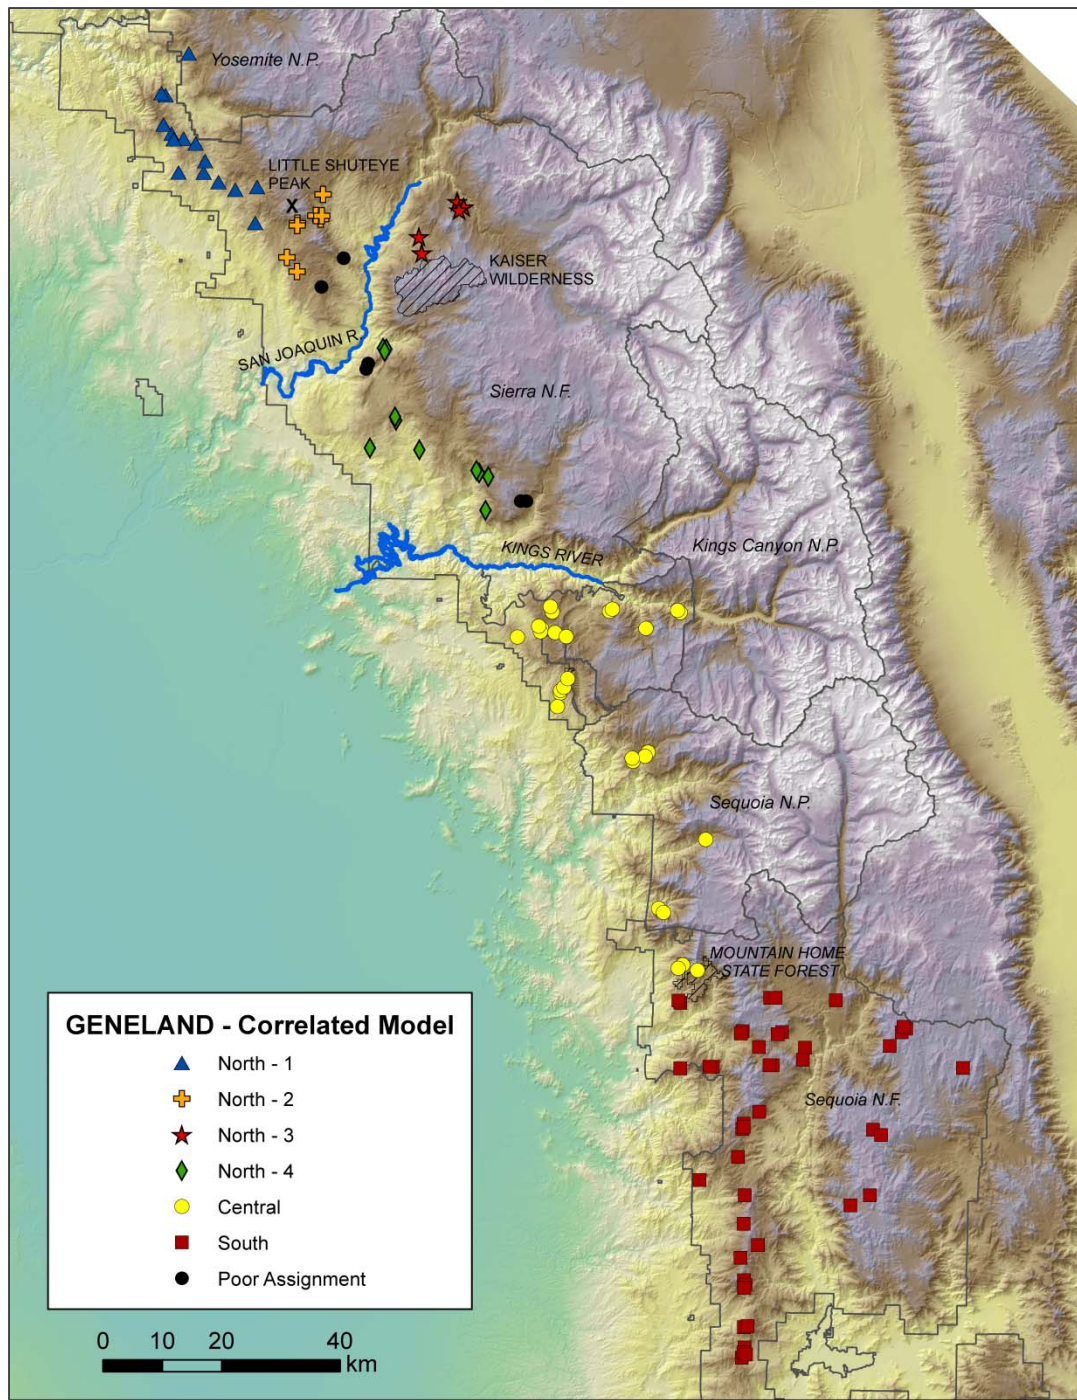 Yosemite N.P.
LITTLE SHUTEYE
PEAK
X
KAISER
WILDERNESS
SAN JOAQUIN R.
Sierra N.F.
KINGS RIVER
Kings Canyon N.P.
Sequoia N.P.
MOUNTAIN HOME
STATE FOREST
Sequoia N.F.
GENELAND - Correlated Model
North - 1
North - 2
North - 3
North - 4
Central
South
Poor Assignment
0 10 20 40
km